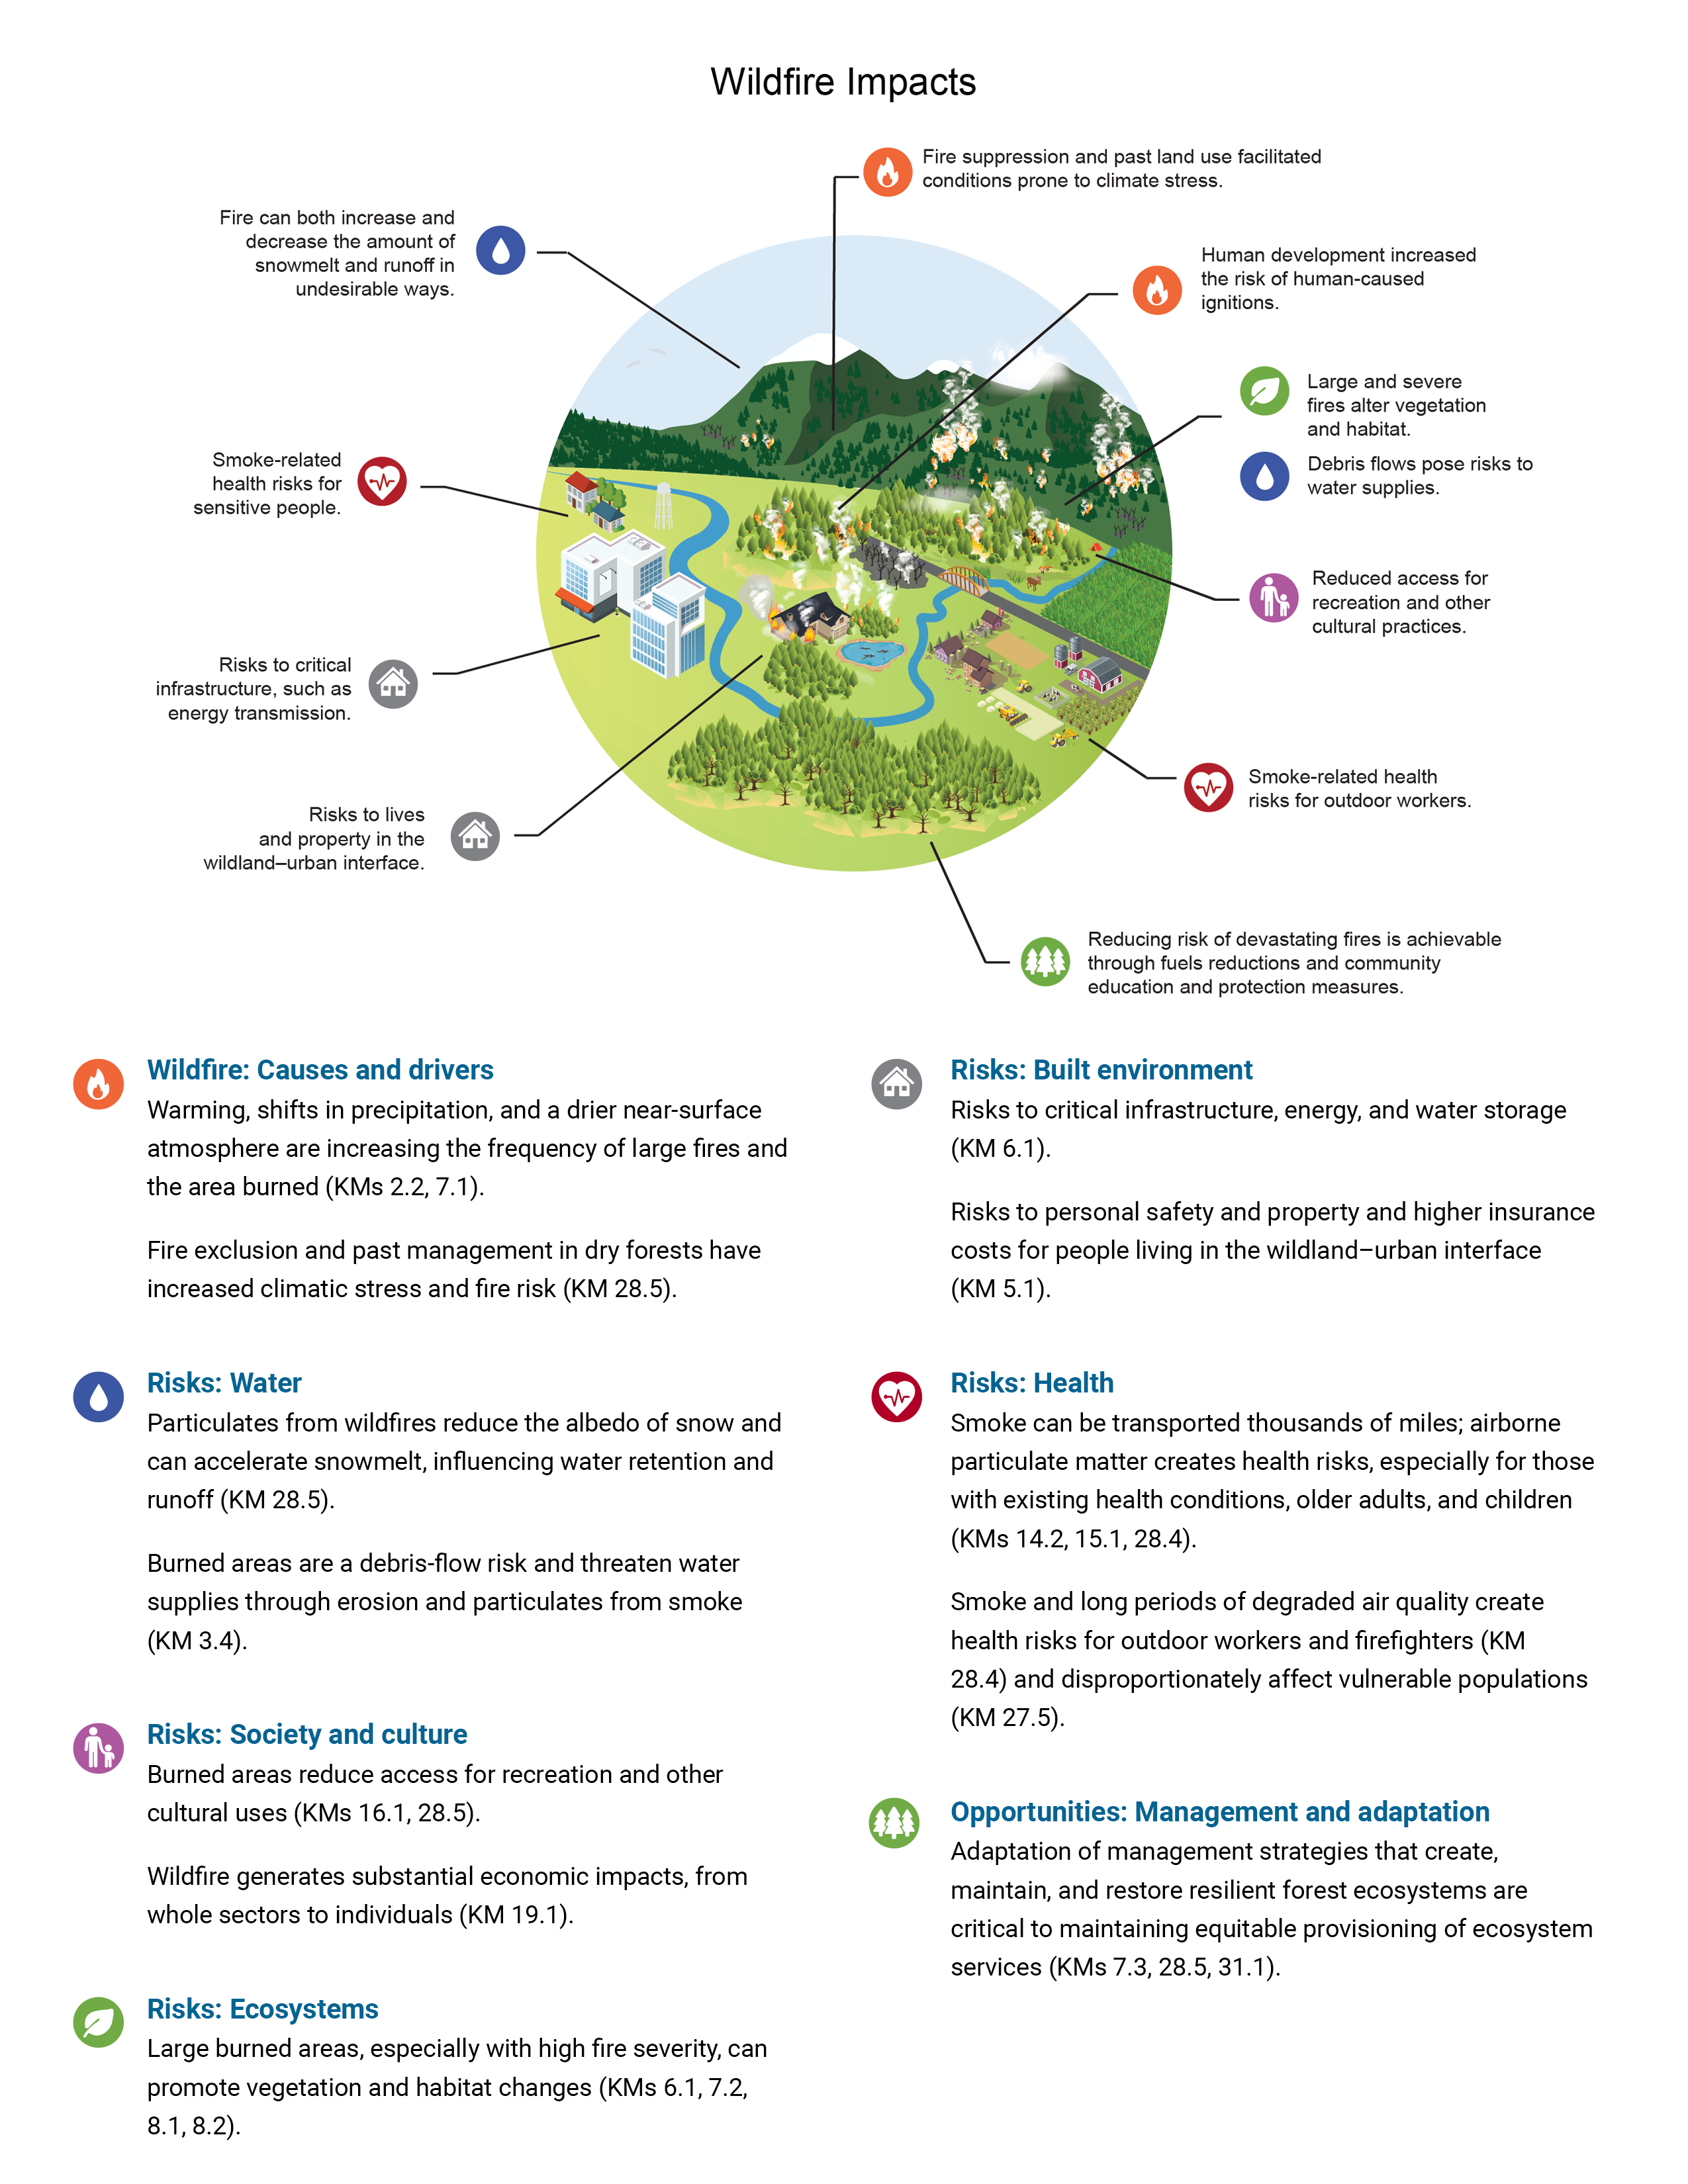 Wildfire Impacts
Fire suppression and past land use facilitated
conditions prone to climate stress.
Fire can both increase and
decrease the amount of
snowmelt and runoff in
undesirable ways.
Human development increased
the risk of human-caused
ignitions.
Large and severe
fires alter vegetation
and habitat.
Debris flows pose risks to
water supplies.
Smoke-related
health risks for
sensitive people.
Reduced access for
recreation and other
cultural practices.
Risks to critical
infrastructure, such as
energy transmission.
Smoke-related health
risks for outdoor workers.
Risks to lives
and property in the
wildland–urban interface.
Reducing risk of devastating fires is achievable
through fuels reductions and community
education and protection measures.
Wildfire: Causes and drivers
Warming, shifts in precipitation, and a drier near-surface
atmosphere are increasing the frequency of large fires and
the area burned (KMs 2.2, 7.1).
Fire exclusion and past management in dry forests have
increased climatic stress and fire risk (KM 28.5).
Risks: Water
Particulates from wildfires reduce the albedo of snow and
can accelerate snowmelt, influencing water retention and
runoff (KM 28.5).
Burned areas are a debris-flow risk and threaten water
supplies through erosion and particulates from smoke
(KM 3.4).
Risks: Society and culture
Burned areas reduce access for recreation and other
cultural uses (KMs 16.1, 28.5).
Wildfire generates substantial economic impacts, from
whole sectors to individuals (KM 19.1).
Risks: Ecosystems
Large burned areas, especially with high fire severity, can
promote vegetation and habitat changes (KMs 6.1, 7.2,
8.1, 8.2).
Risks: Built environment
Risks to critical infrastructure, energy, and water storage
(KM 6.1).
Risks to personal safety and property and higher insurance
costs for people living in the wildland–urban interface
(KM 5.1).
Risks: Health
Smoke can be transported thousands of miles; airborne
particulate matter creates health risks, especially for those
with existing health conditions, older adults, and children
(KMs 14.2, 15.1, 28.4).
Smoke and long periods of degraded air quality create
health risks for outdoor workers and firefighters (KM
28.4) and disproportionately affect vulnerable populations
(KM 27.5).
Opportunities: Management and adaptation
Adaptation of management strategies that create,
maintain, and restore resilient forest ecosystems are
critical to maintaining equitable provisioning of ecosystem
services (KMs 7.3, 28.5, 31.1).